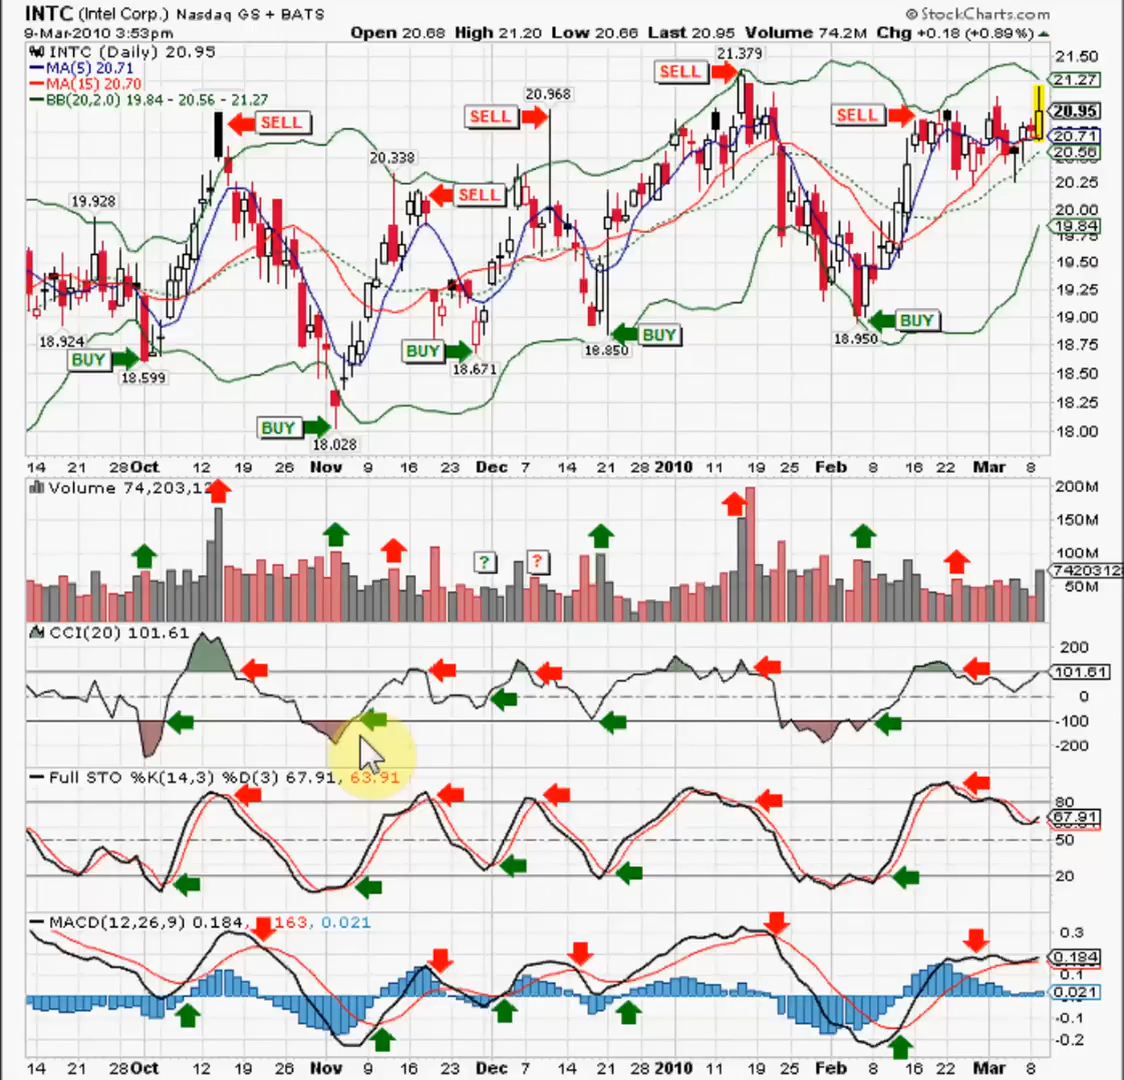 INTC (Intel Corp.) Nasdaq GS + BATS © StockCharts.com
9-Mar-2010 3:53pm Open 20.68 High 21.20 Low 20.66 Last 20.95 Volume 74.2M Chg +0.18 (+0.89%)
INTC (Daily) 20.95
MA(5) 20.71
MA(15) 20.70
BB(20,2.0) 19.84 - 20.56 - 21.27
21.379
SELL
20.968
SELL
SELL
SELL
20.338
SELL
19.928
18.924
BUY
18.599
BUY
18.671
BUY
18.850
BUY
18.950
BUY
18.028
21.50
21.27
20.95
20.71
20.56
20.25
20.00
19.84
19.75
19.50
19.25
19.00
18.75
18.50
18.25
18.00
14 21 28 Oct 12 19 26 Nov 9 16 23 Dec 7 14 21 28 2010 11 19 25 Feb 8 16 22 Mar 8
Volume 74,203,12
? ?
200M
150M
100M
7420312
50M
CCI(20) 101.61
200
101.61
0
-100
-200
Full STO %K(14,3) %D(3) 67.91, 63.91
80
67.91
50
20
MACD(12,26,9) 0.184, 163, 0.021
0.3
0.184
0.1
0.021
-0.1
-0.2
14 21 28 Oct 12 19 26 Nov 9 16 23 Dec 7 14 21 28 2010 11 19 25 Feb 8 16 22 Mar 8